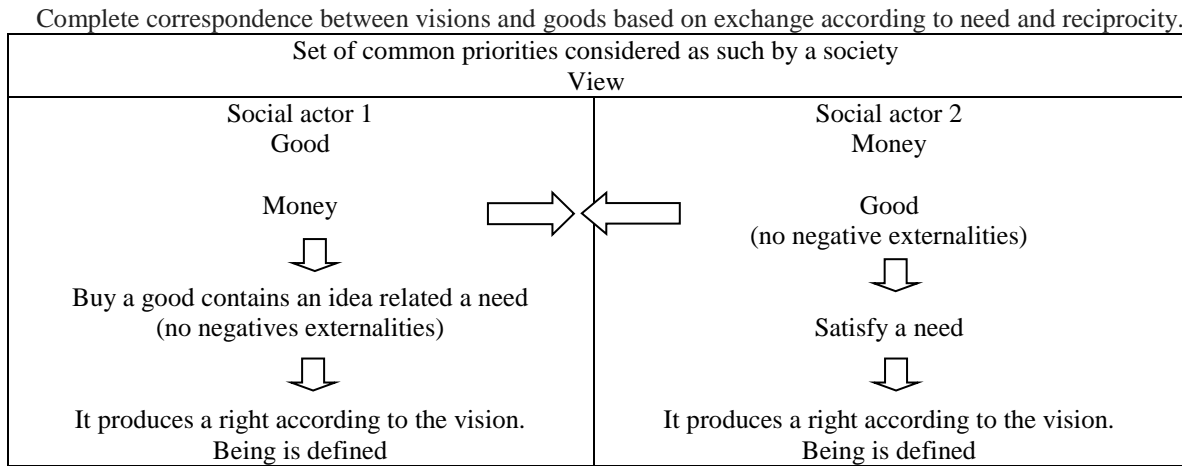 Complete correspondence between visions and goods based on exchange according to need and reciprocity.
Set of common priorities considered as such by a society
View
Social actor 1
Good
Money
Buy a good contains an idea related a need
(no negatives externalities)
It produces a right according to the vision.
Being is defined
Social actor 2
Money
Good
(no negative externalities)
Satisfy a need
It produces a right according to the vision.
Being is defined